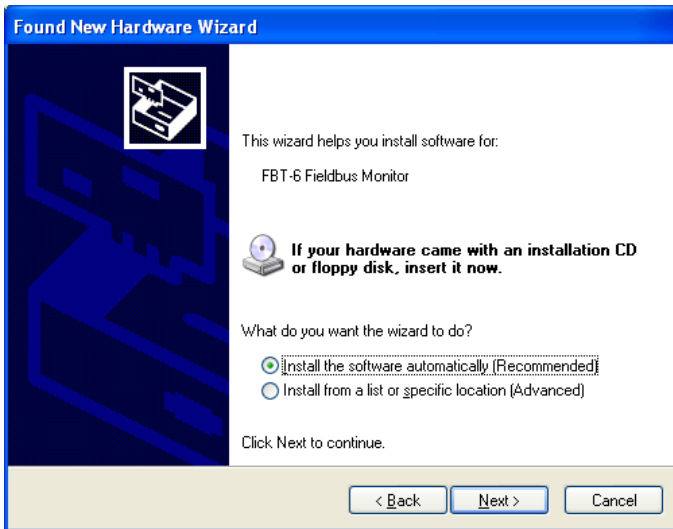 Found New Hardware Wizard
This wizard helps you install software for:
FBT-6 Fieldbus Monitor
If your hardware came with an installation CD
or floppy disk, insert it now.
What do you want the wizard to do?
Install the software automatically (Recommended)
Install from a list or specific location (Advanced)
Click Next to continue.
< Back Next > Cancel